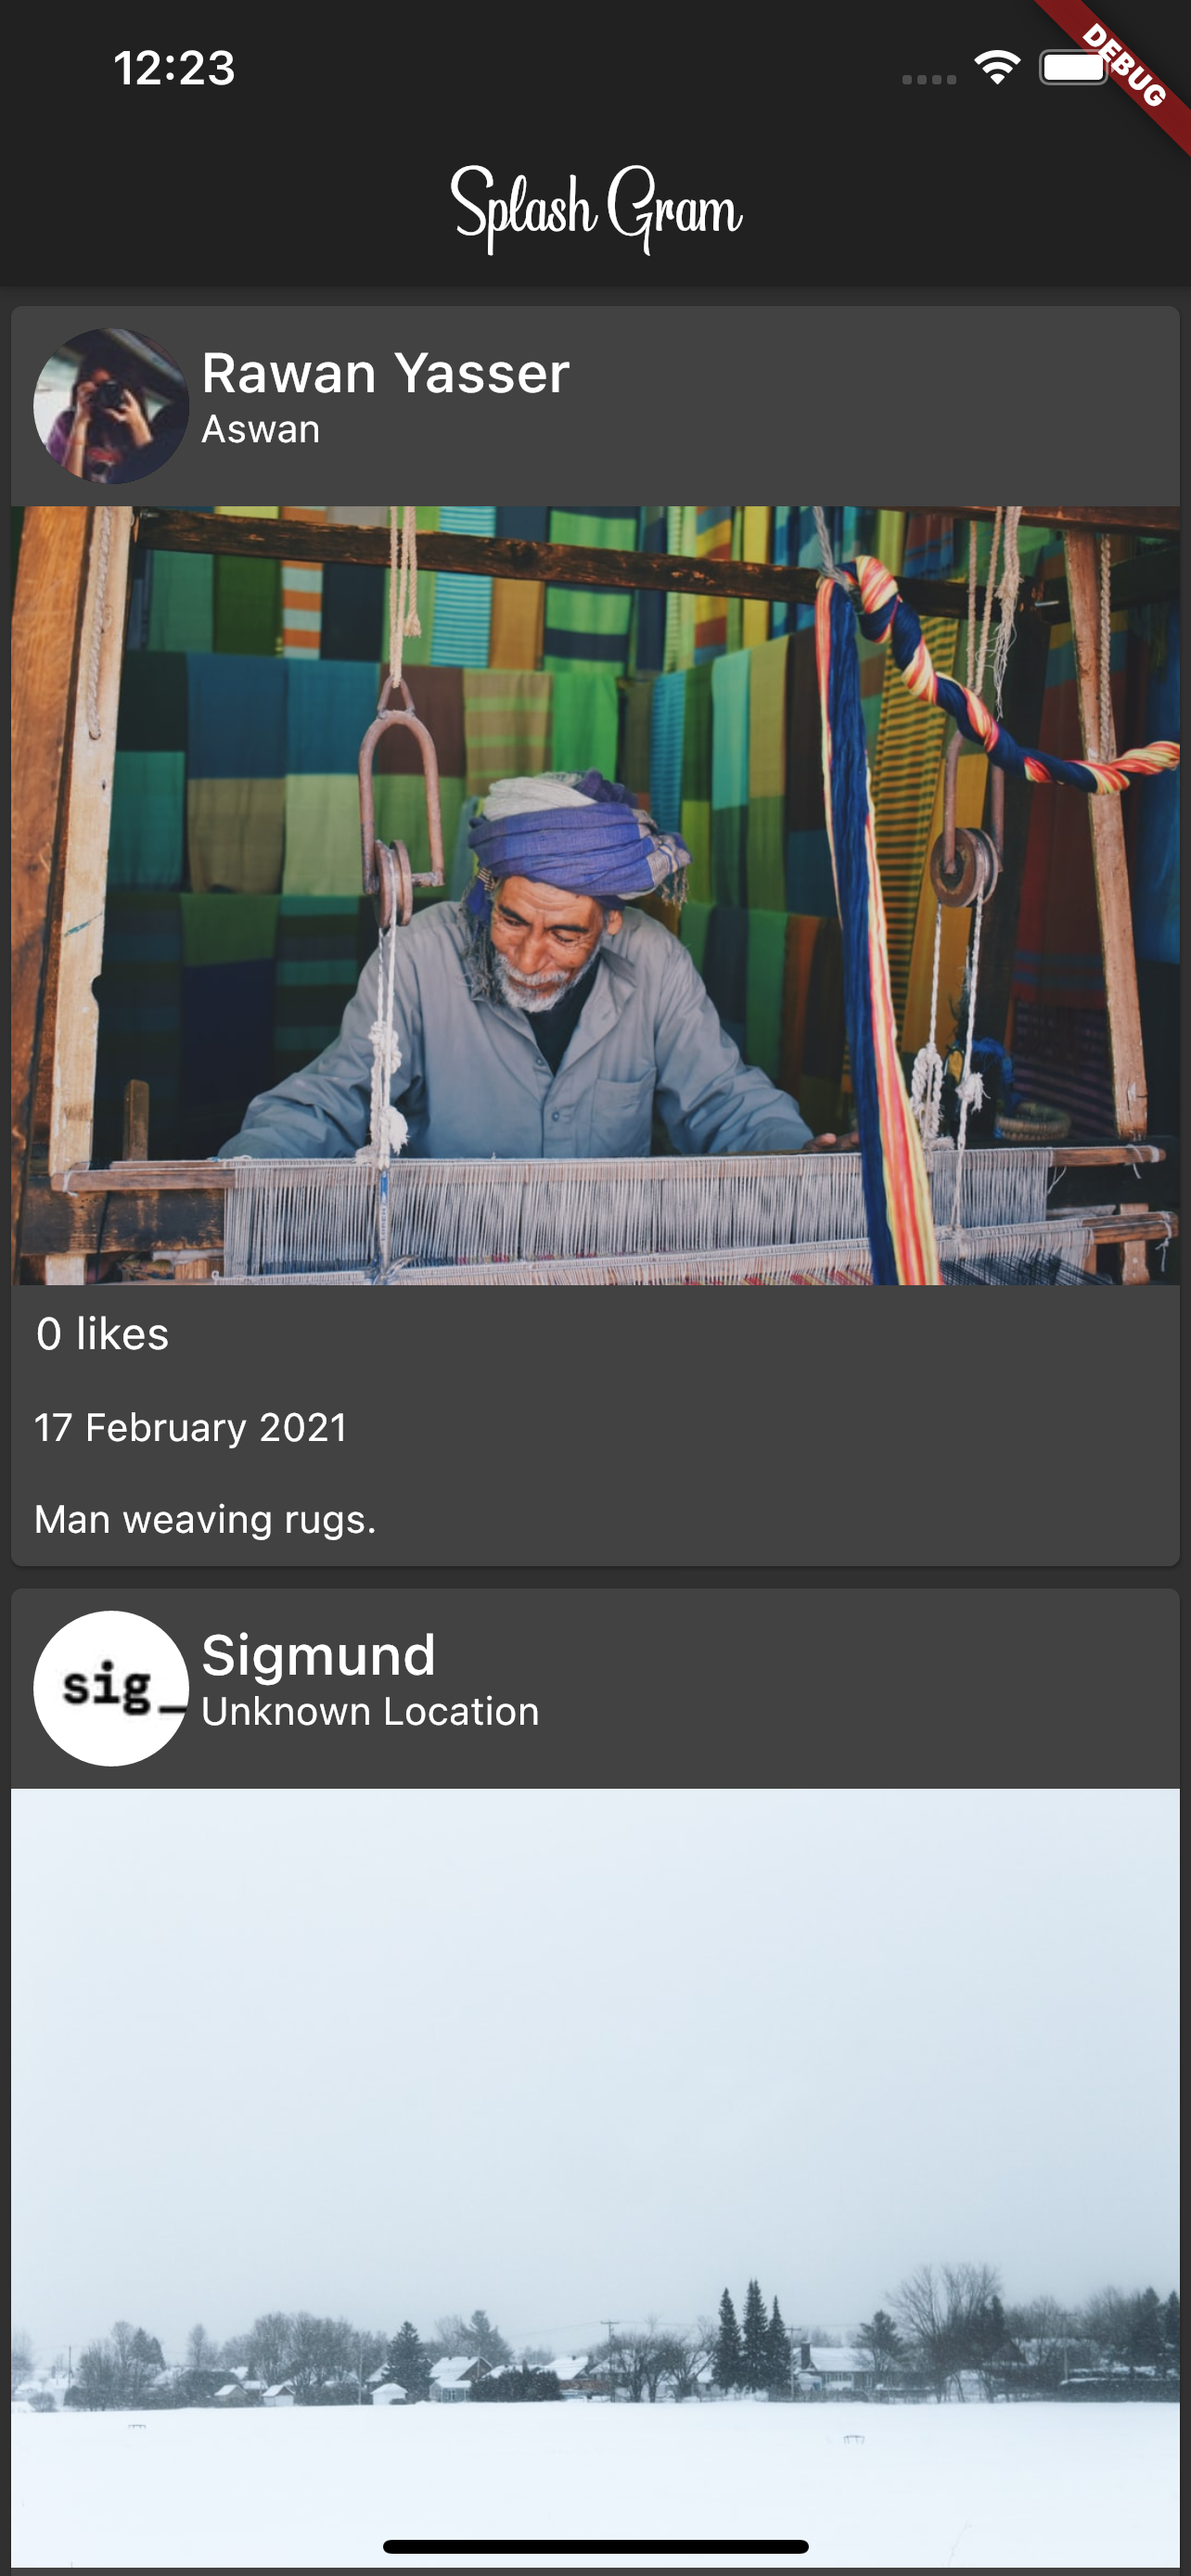 12:23
DEBUG
Splash Gram
Rawan Yasser
Aswan
0 likes
17 February 2021
Man weaving rugs.
sig_
Sigmund
Unknown Location